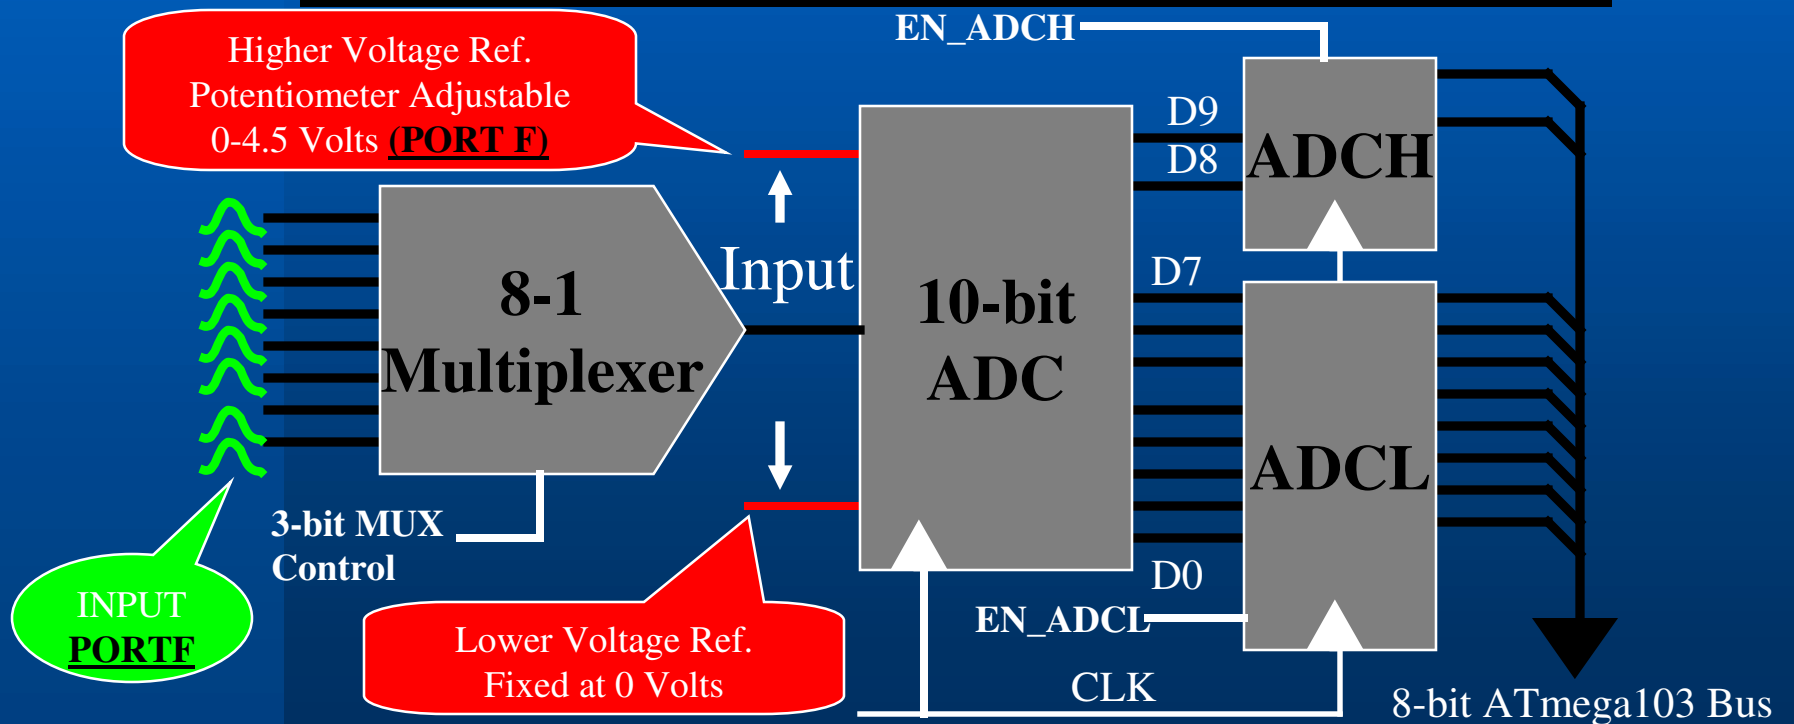 EN_ADCH
Higher Voltage Ref.
Potentiometer Adjustable
0-4.5 Volts (PORT F)
D9
D8
ADCH
Input
D7
8-1
Multiplexer
10-bit
ADC
ADCL
3-bit MUX
Control
D0
INPUT
PORTF
EN_ADCL
Lower Voltage Ref.
Fixed at 0 Volts
CLK
8-bit ATmega103 Bus